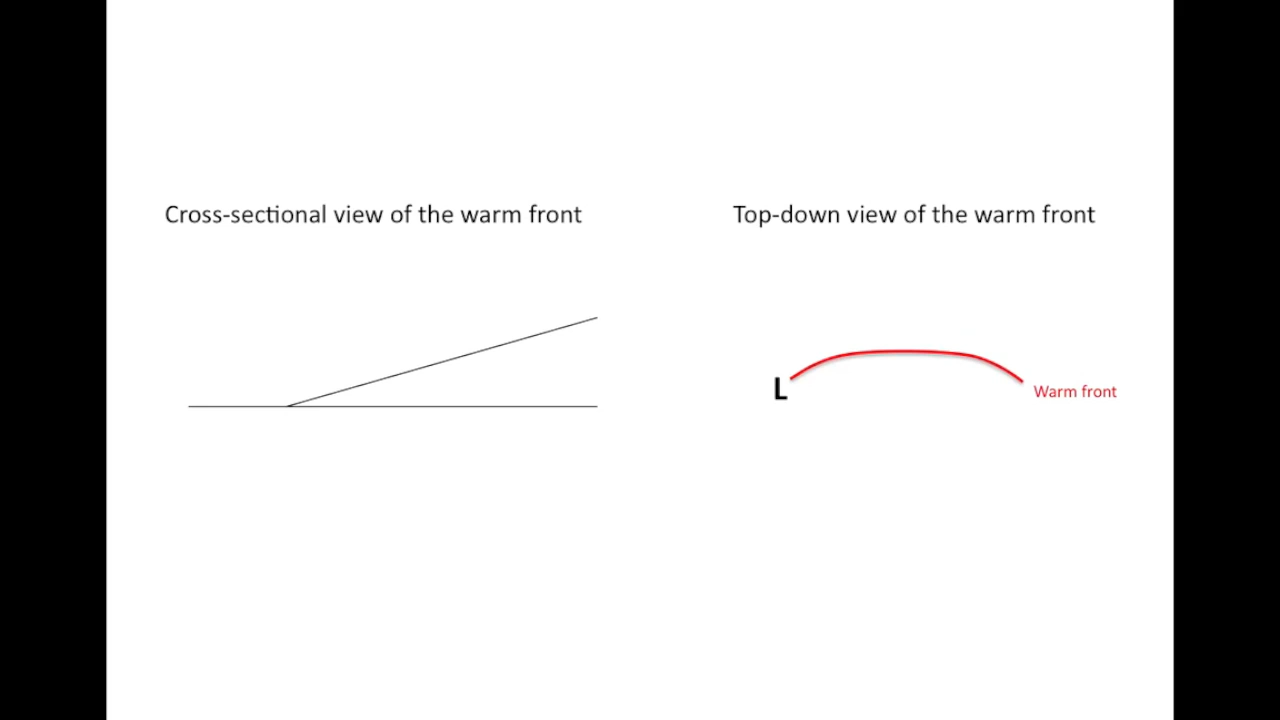 Cross-sectional view of the warm front
Top-down view of the warm front
L
Warm front